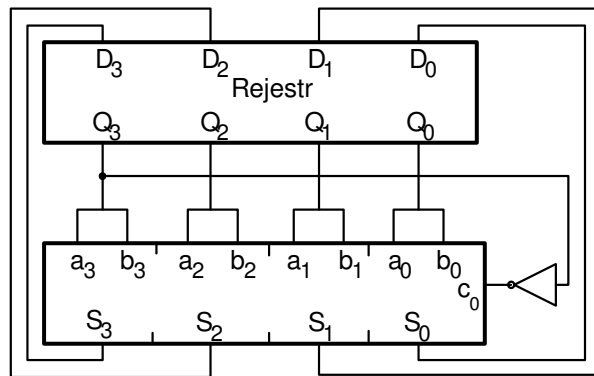 D3 D2 D1 D0
Rejestr
Q3 Q2 Q1 Q0
a3 b3 a2 b2 a1 b1 a0 b0
c0
S3 S2 S1 S0